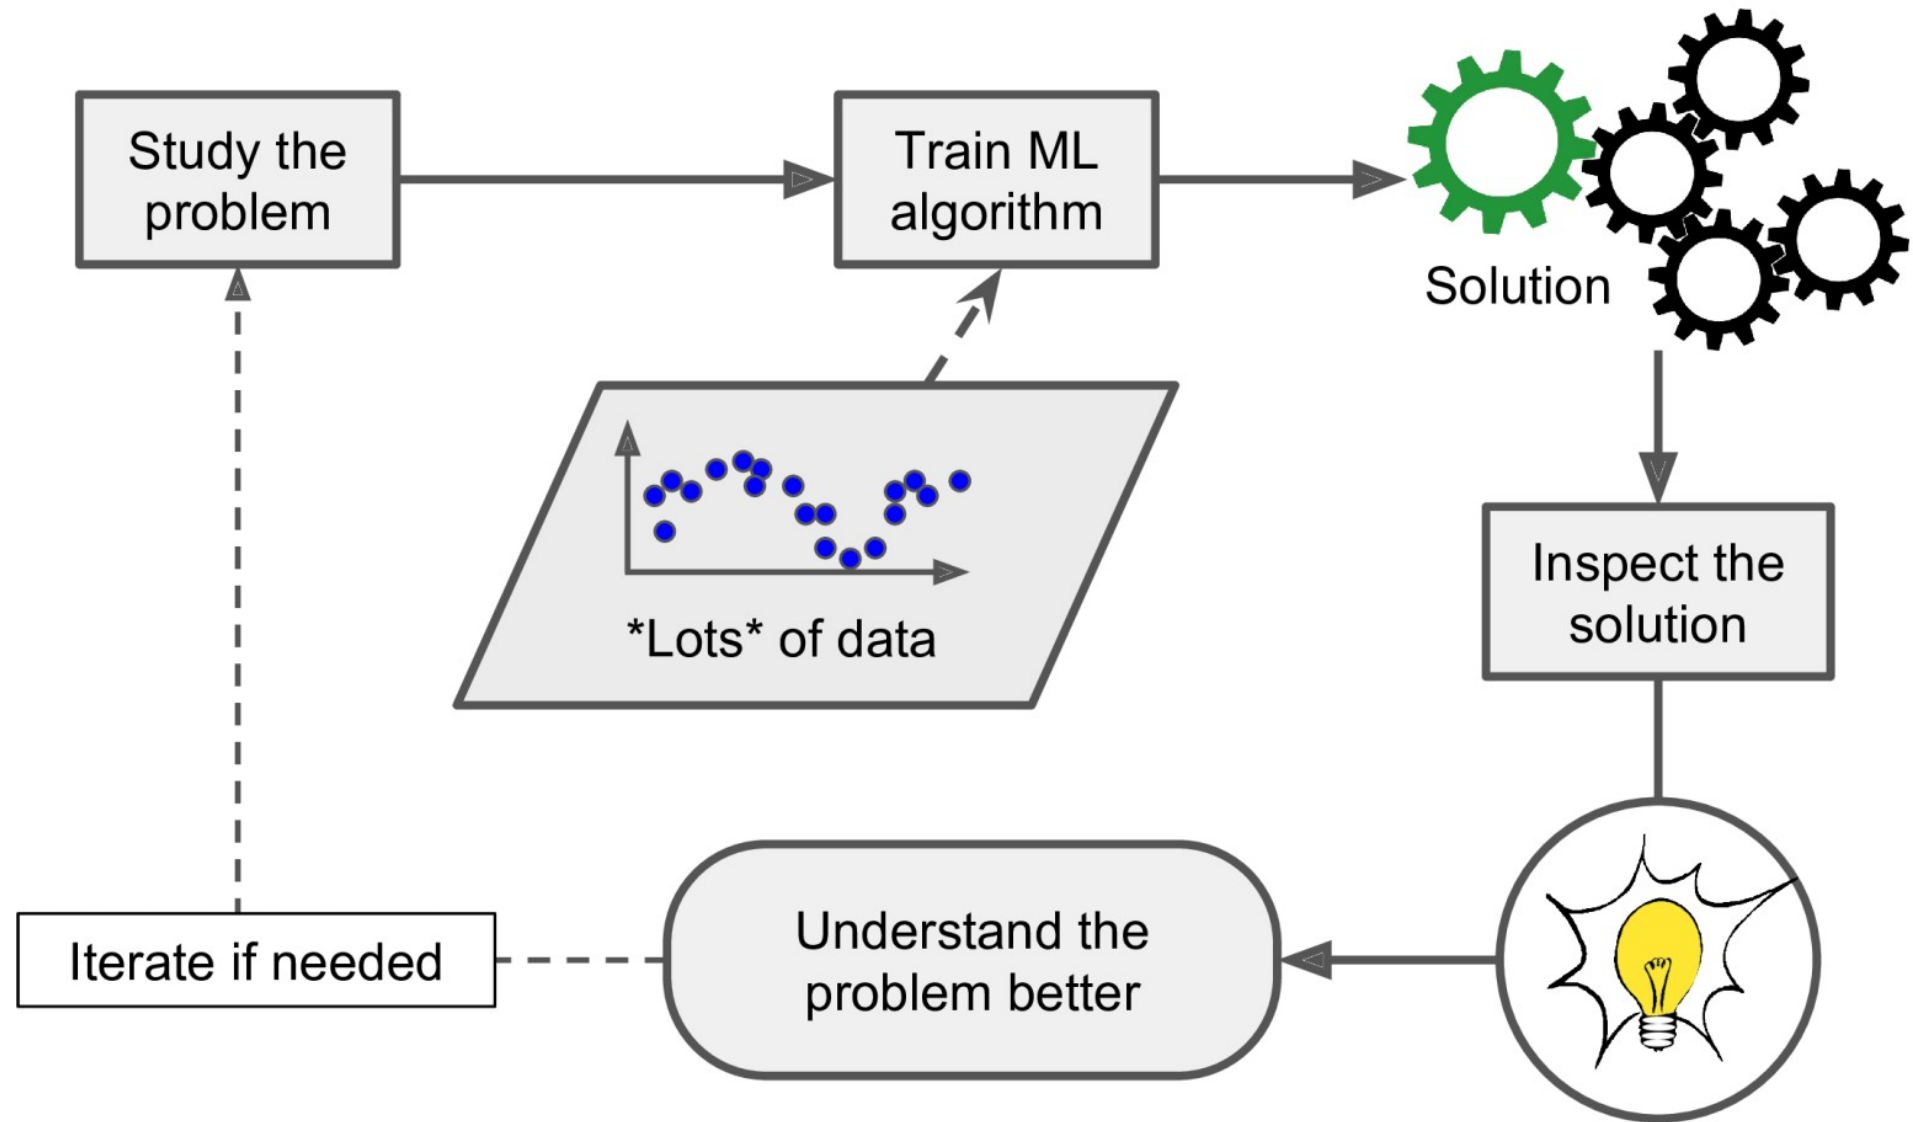 Study the
problem
Train ML
algorithm
Solution
*Lots* of data
Inspect the
solution
Understand the
problem better
Iterate if needed